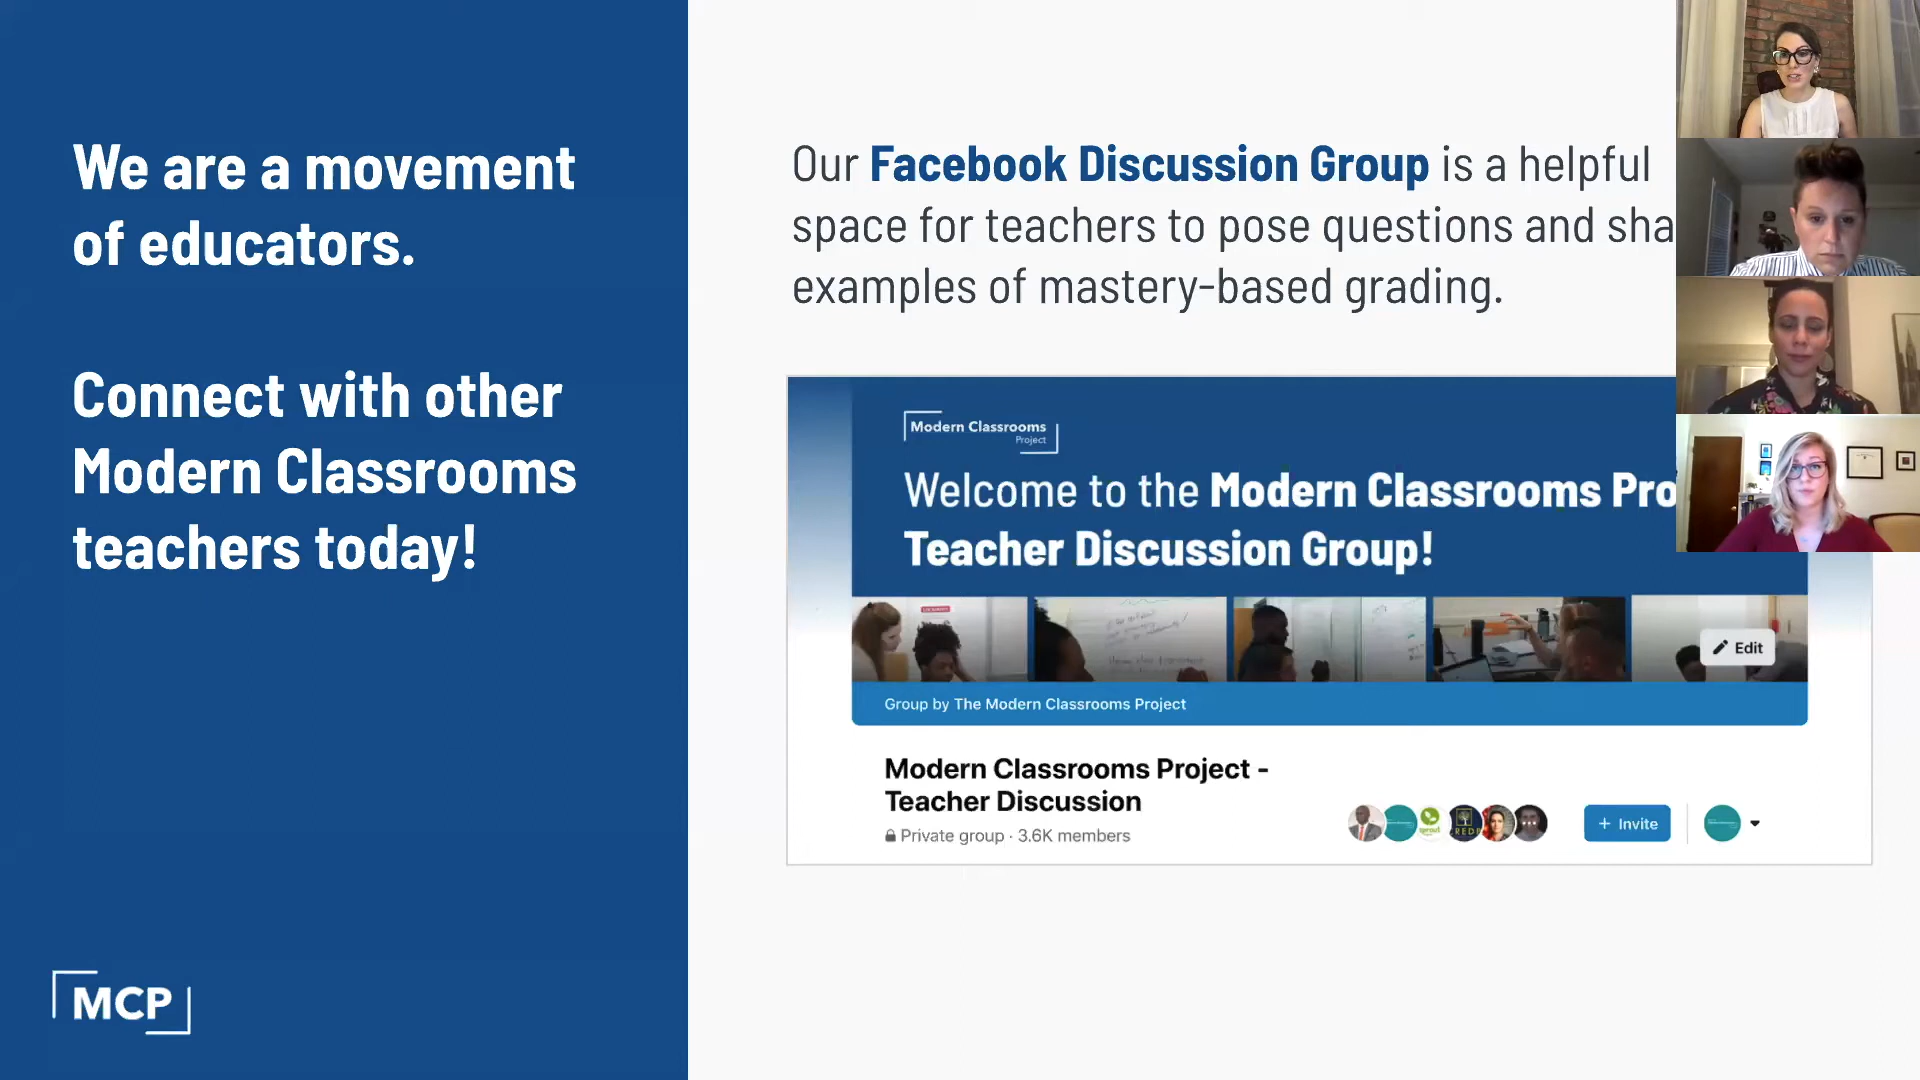 We are a movement
of educators.
Connect with other
Modern Classrooms
teachers today!
MCP
Our Facebook Discussion Group is a helpful
space for teachers to pose questions and sha
examples of mastery-based grading.
Modern Classrooms
Project
Welcome to the Modern Classrooms Pro
Teacher Discussion Group!
Edit
Group by The Modern Classrooms Project
Modern Classrooms Project -
Teacher Discussion
Private group · 3.6K members
+ Invite